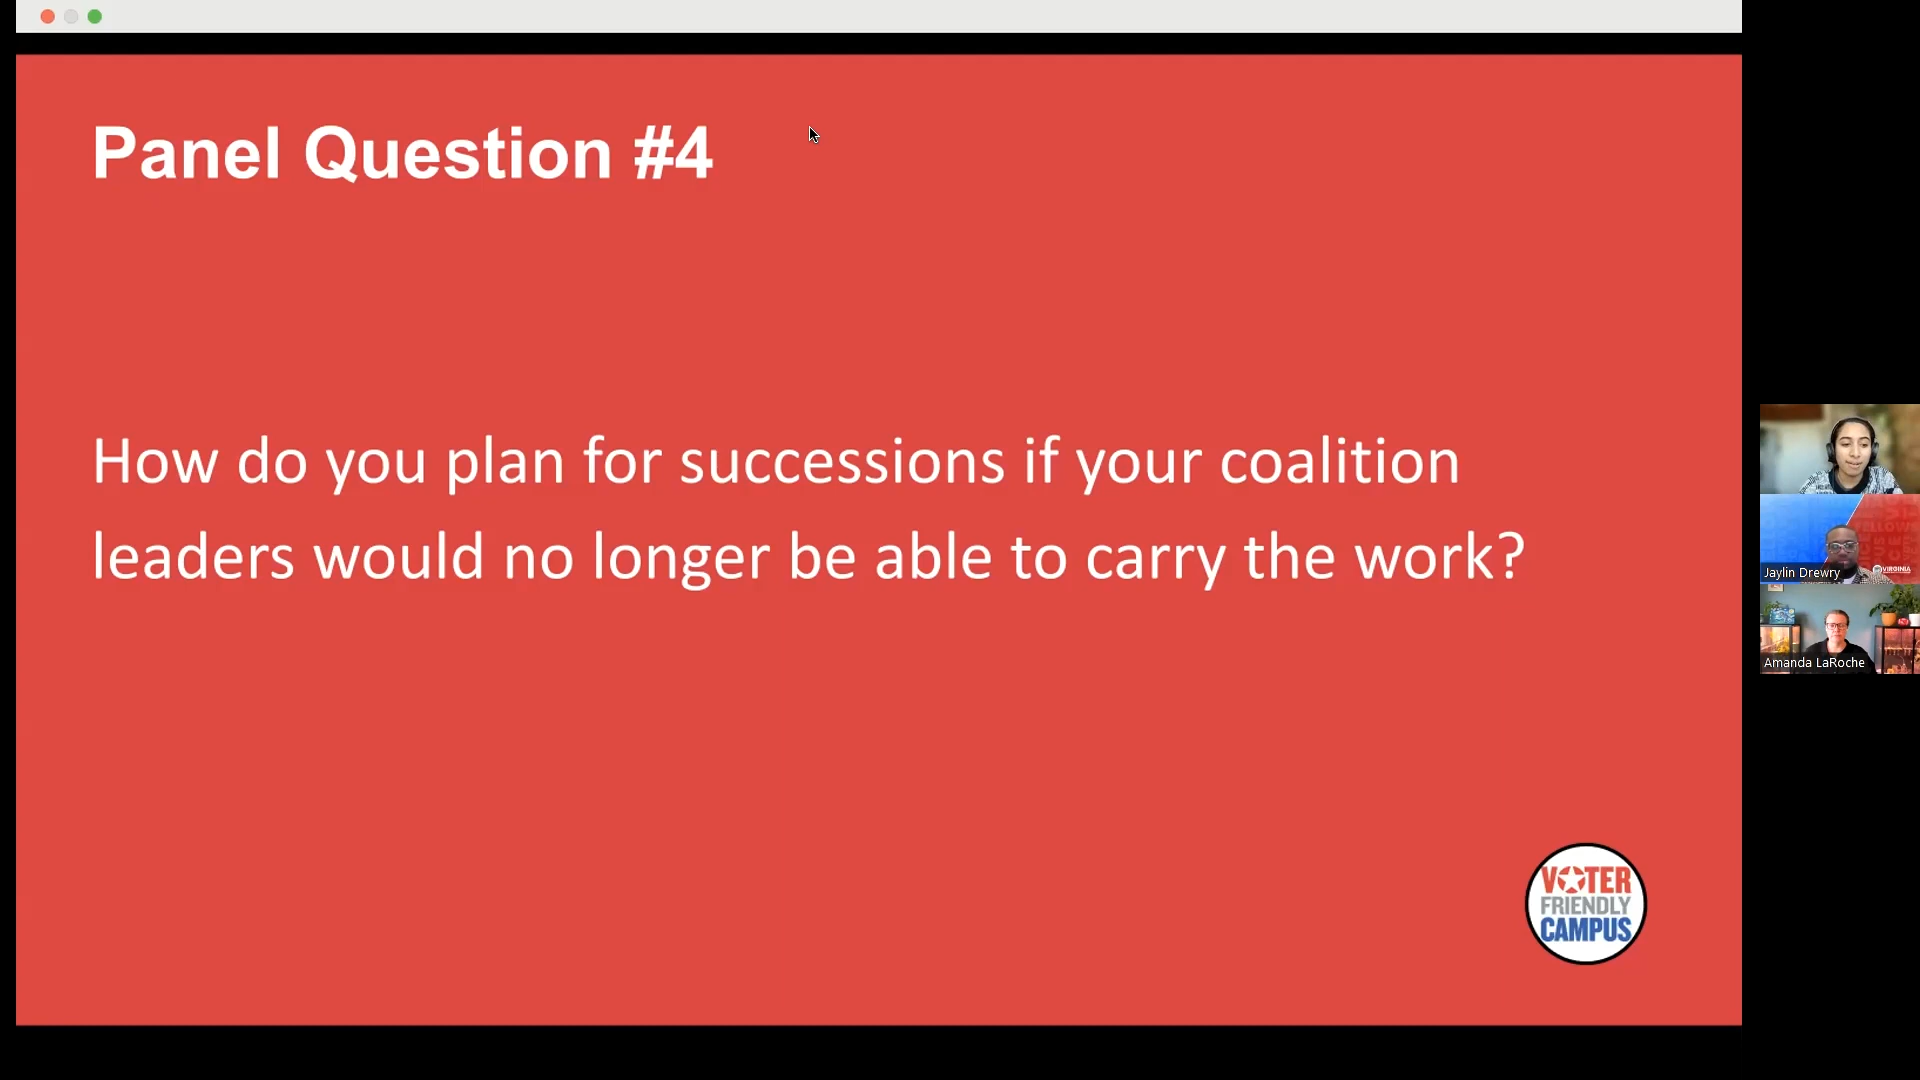 Panel Question #4
How do you plan for successions if your coalition
leaders would no longer be able to carry the work?
VOTER
FRIENDLY
CAMPUS
Jaylin Drewry
VIRGINIA
Amanda LaRoche